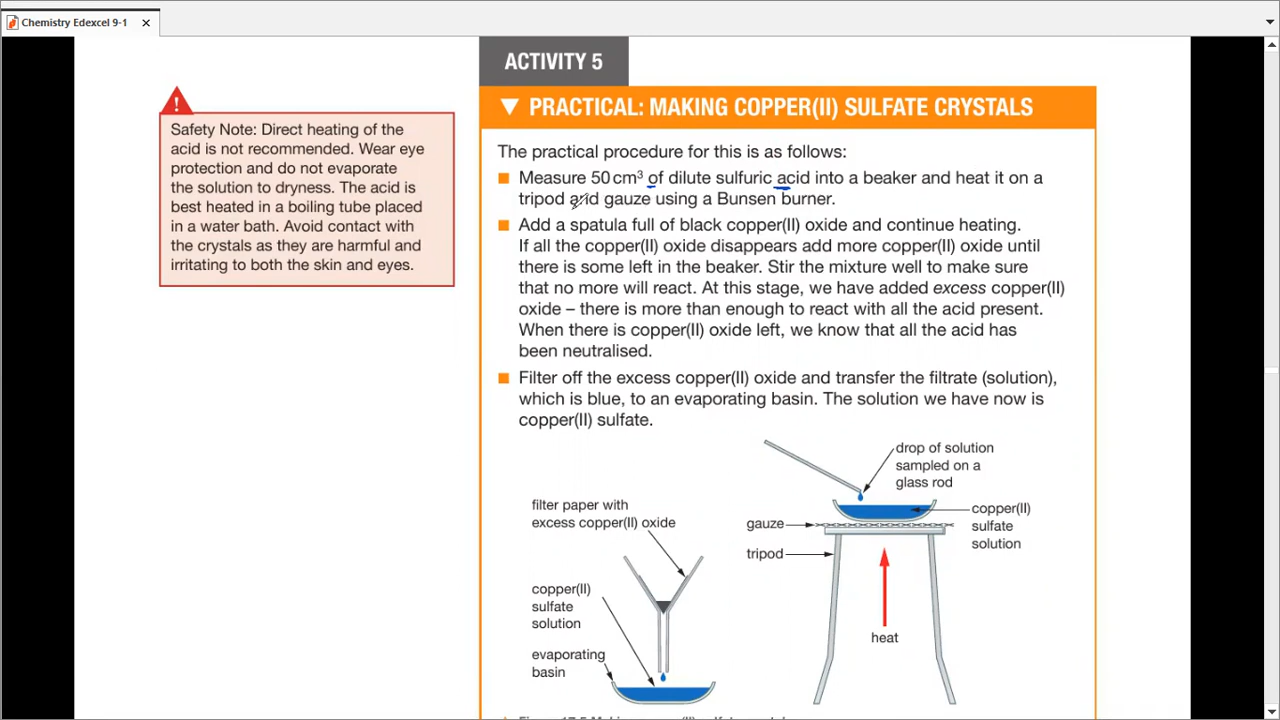 Chemistry Edexcel 9-1
ACTIVITY 5
PRACTICAL: MAKING COPPER(II) SULFATE CRYSTALS
Safety Note: Direct heating of the
acid is not recommended. Wear eye
protection and do not evaporate
the solution to dryness. The acid is
best heated in a boiling tube placed
in a water bath. Avoid contact with
the crystals as they are harmful and
irritating to both the skin and eyes.
The practical procedure for this is as follows:
Measure 50 cm³ of dilute sulfuric acid into a beaker and heat it on a
tripod and gauze using a Bunsen burner.
Add a spatula full of black copper(II) oxide and continue heating.
If all the copper(II) oxide disappears add more copper(II) oxide until
there is some left in the beaker. Stir the mixture well to make sure
that no more will react. At this stage, we have added excess copper(II)
oxide – there is more than enough to react with all the acid present.
When there is copper(II) oxide left, we know that all the acid has
been neutralised.
Filter off the excess copper(II) oxide and transfer the filtrate (solution),
which is blue, to an evaporating basin. The solution we have now is
copper(II) sulfate.
filter paper with
excess copper(II) oxide
copper(II)
sulfate
solution
evaporating
basin
drop of solution
sampled on a
glass rod
gauze
tripod
copper(II)
sulfate
solution
heat